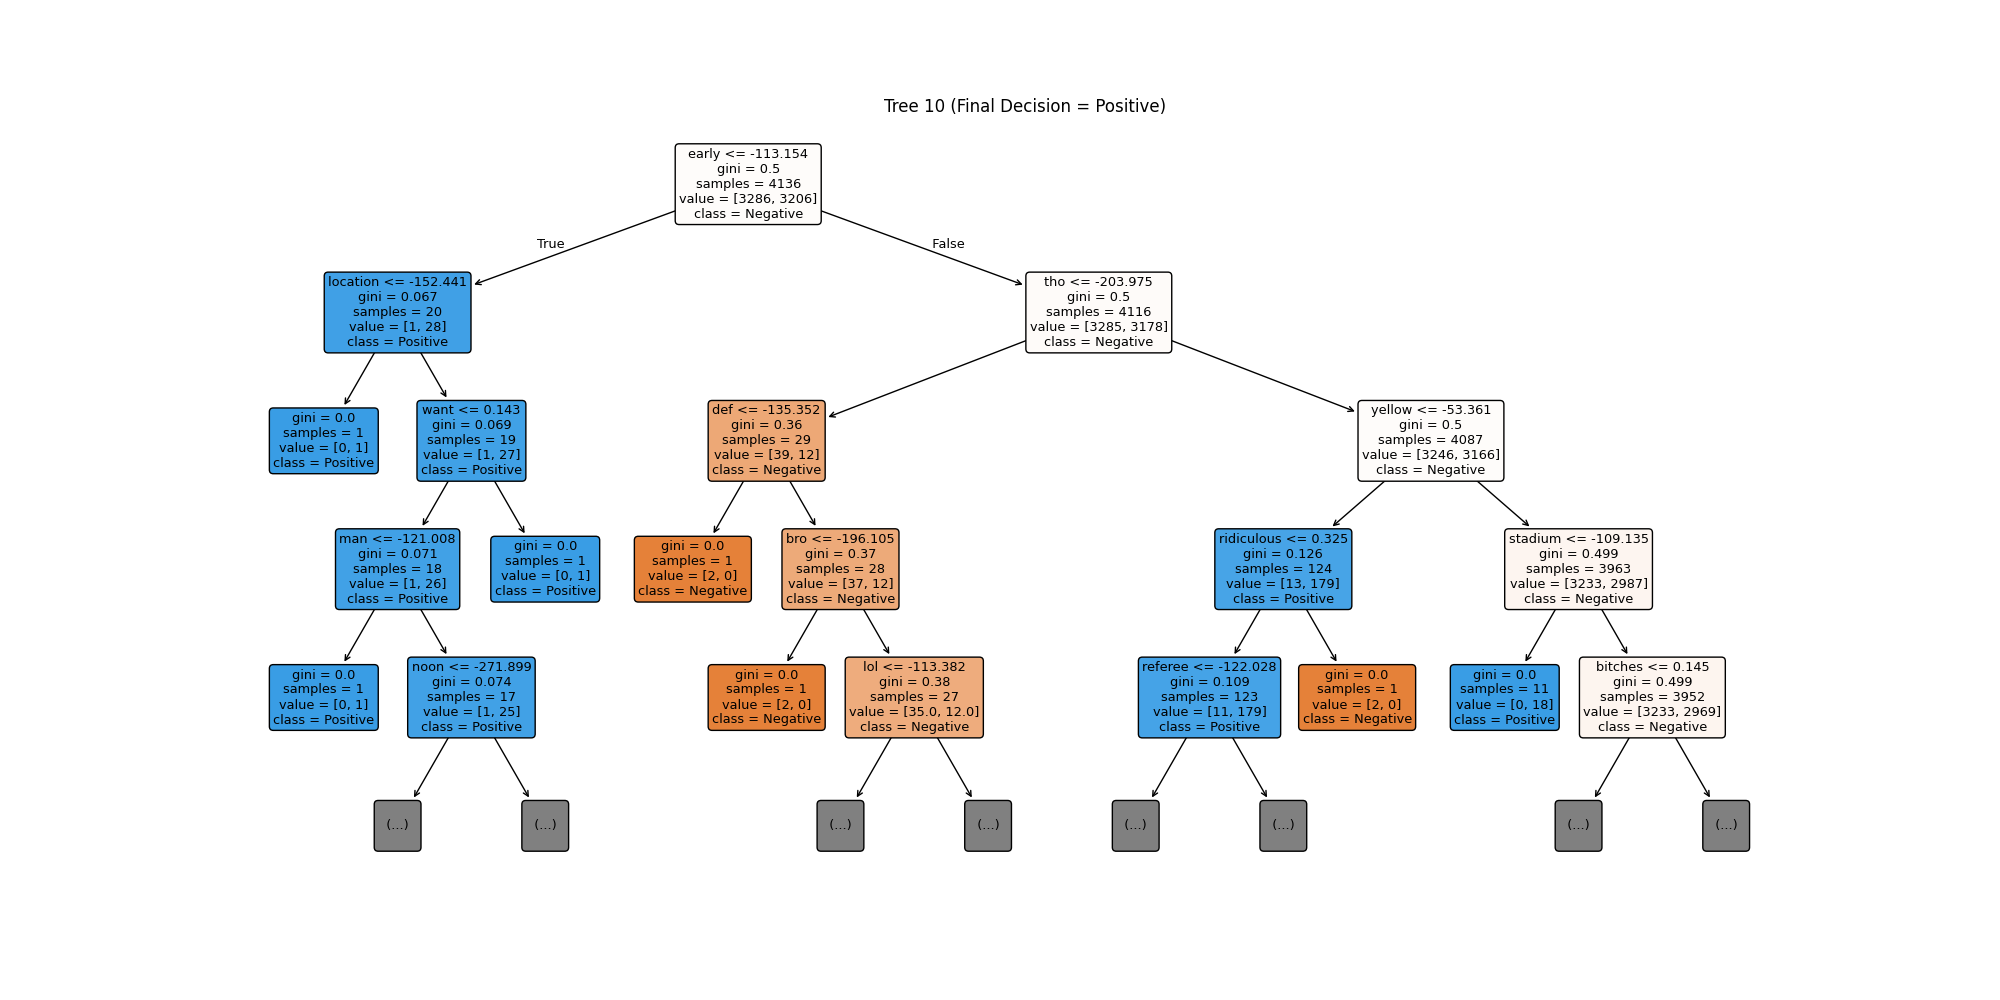 Tree 10 (Final Decision = Positive)
early <= -113.154
gini = 0.5
samples = 4136
value = [3286, 3206]
class = Negative
True
False
location <= -152.441
gini = 0.067
samples = 20
value = [1, 28]
class = Positive
tho <= -203.975
gini = 0.5
samples = 4116
value = [3285, 3178]
class = Negative
gini = 0.0
samples = 1
value = [0, 1]
class = Positive
want <= 0.143
gini = 0.069
samples = 19
value = [1, 27]
class = Positive
def <= -135.352
gini = 0.36
samples = 29
value = [39, 12]
class = Negative
yellow <= -53.361
gini = 0.5
samples = 4087
value = [3246, 3166]
class = Negative
man <= -121.008
gini = 0.071
samples = 18
value = [1, 26]
class = Positive
gini = 0.0
samples = 1
value = [0, 1]
class = Positive
gini = 0.0
samples = 1
value = [2, 0]
class = Negative
bro <= -196.105
gini = 0.37
samples = 28
value = [37, 12]
class = Negative
ridiculous <= 0.325
gini = 0.126
samples = 124
value = [13, 179]
class = Positive
stadium <= -109.135
gini = 0.499
samples = 3963
value = [3233, 2987]
class = Negative
gini = 0.0
samples = 1
value = [0, 1]
class = Positive
noon <= -271.899
gini = 0.074
samples = 17
value = [1, 25]
class = Positive
gini = 0.0
samples = 1
value = [2, 0]
class = Negative
lol <= -113.382
gini = 0.38
samples = 27
value = [35.0, 12.0]
class = Negative
referee <= -122.028
gini = 0.109
samples = 123
value = [11, 179]
class = Positive
gini = 0.0
samples = 1
value = [2, 0]
class = Negative
gini = 0.0
samples = 11
value = [0, 18]
class = Positive
bitches <= 0.145
gini = 0.499
samples = 3952
value = [3233, 2969]
class = Negative
(...)
(...)
(...)
(...)
(...)
(...)
(...)
(...)